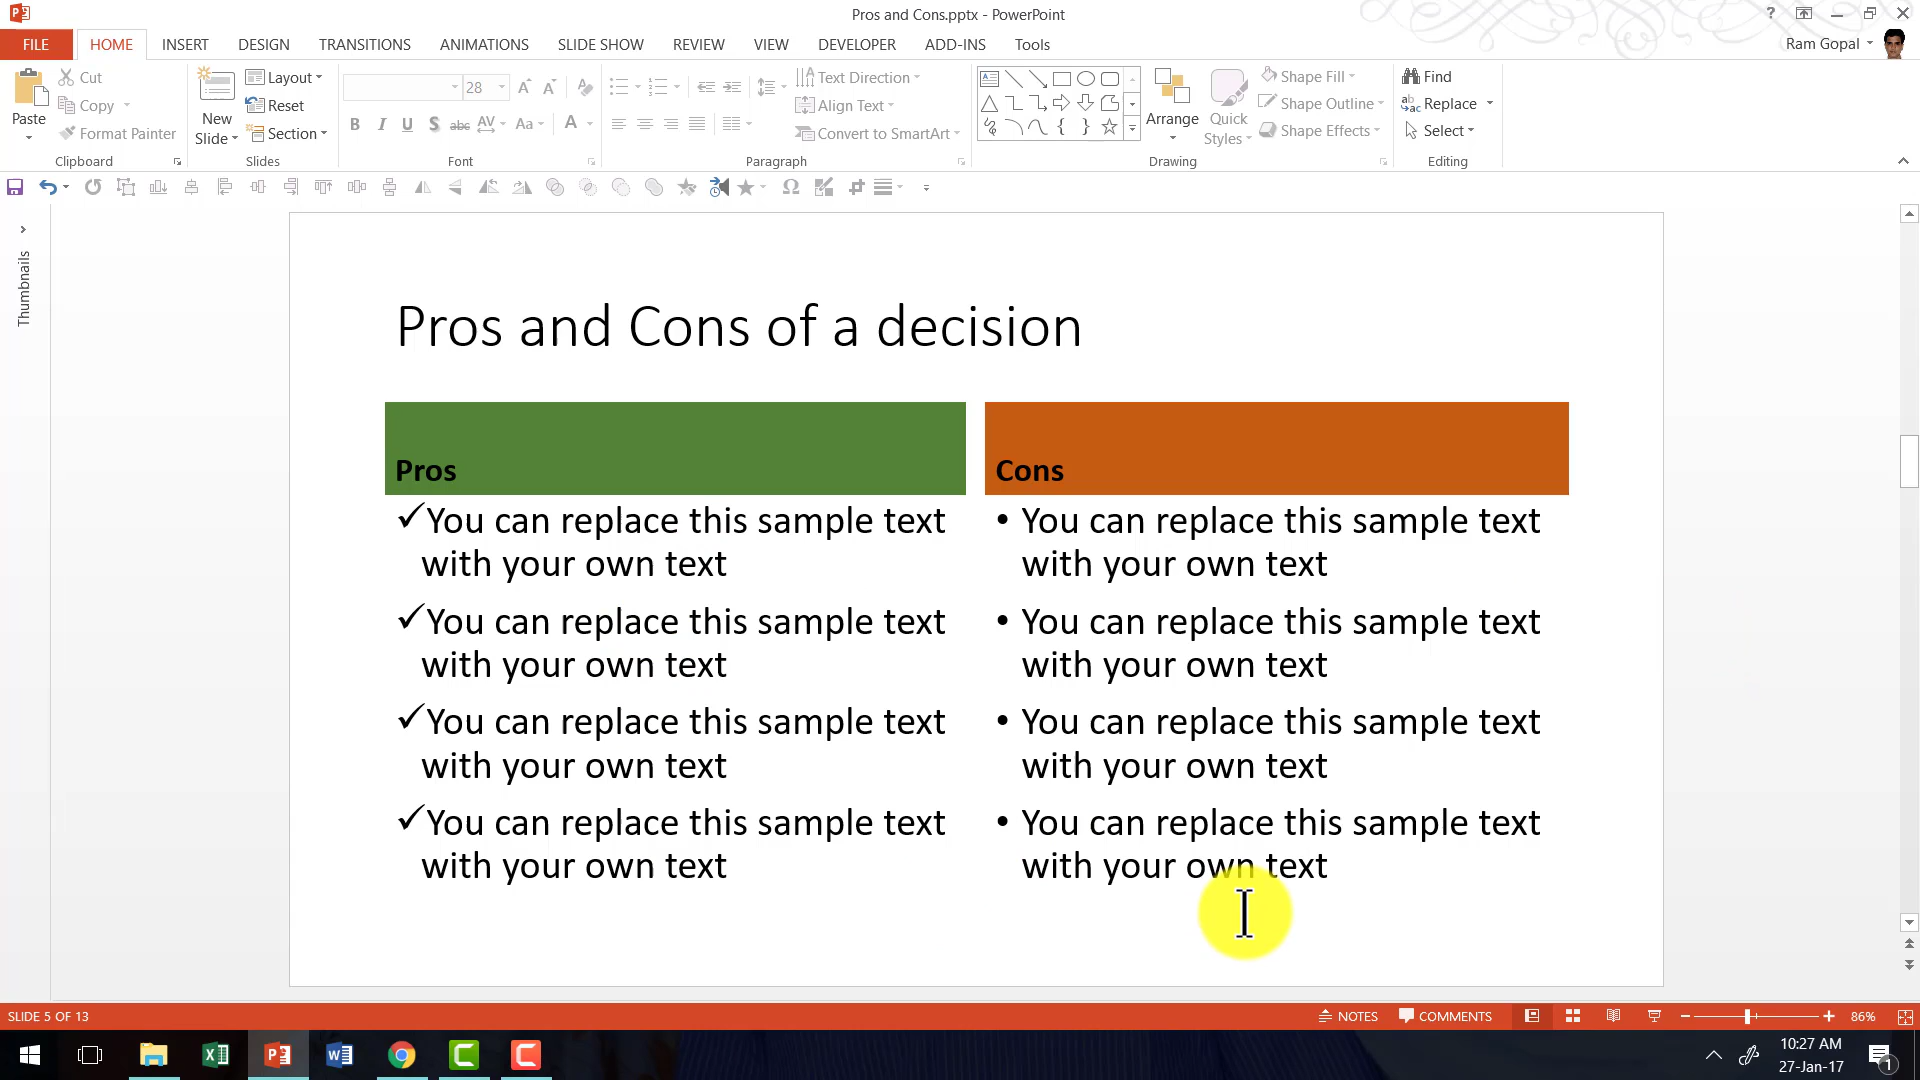 Pros and Cons.pptx - PowerPoint
FILE
HOME
INSERT
DESIGN
TRANSITIONS
ANIMATIONS
SLIDE SHOW
REVIEW
VIEW
DEVELOPER
ADD-INS
Tools
Ram Gopal
Paste
Cut
Copy
Format Painter
Clipboard
New
Slide
Layout
Reset
Section
Slides
28
B I U S abc AV Aa A
Font
Text Direction
Align Text
Convert to SmartArt
Paragraph
Arrange
Quick
Styles
Shape Fill
Shape Outline
Shape Effects
Drawing
Find
Replace
Select
Editing
Thumbnails
Pros and Cons of a decision
Pros
✓You can replace this sample text
with your own text
✓You can replace this sample text
with your own text
✓You can replace this sample text
with your own text
✓You can replace this sample text
with your own text
Cons
• You can replace this sample text
with your own text
• You can replace this sample text
with your own text
• You can replace this sample text
with your own text
• You can replace this sample text
with your own text
SLIDE 5 OF 13
NOTES
COMMENTS
86%
10:27 AM
27-Jan-17
1